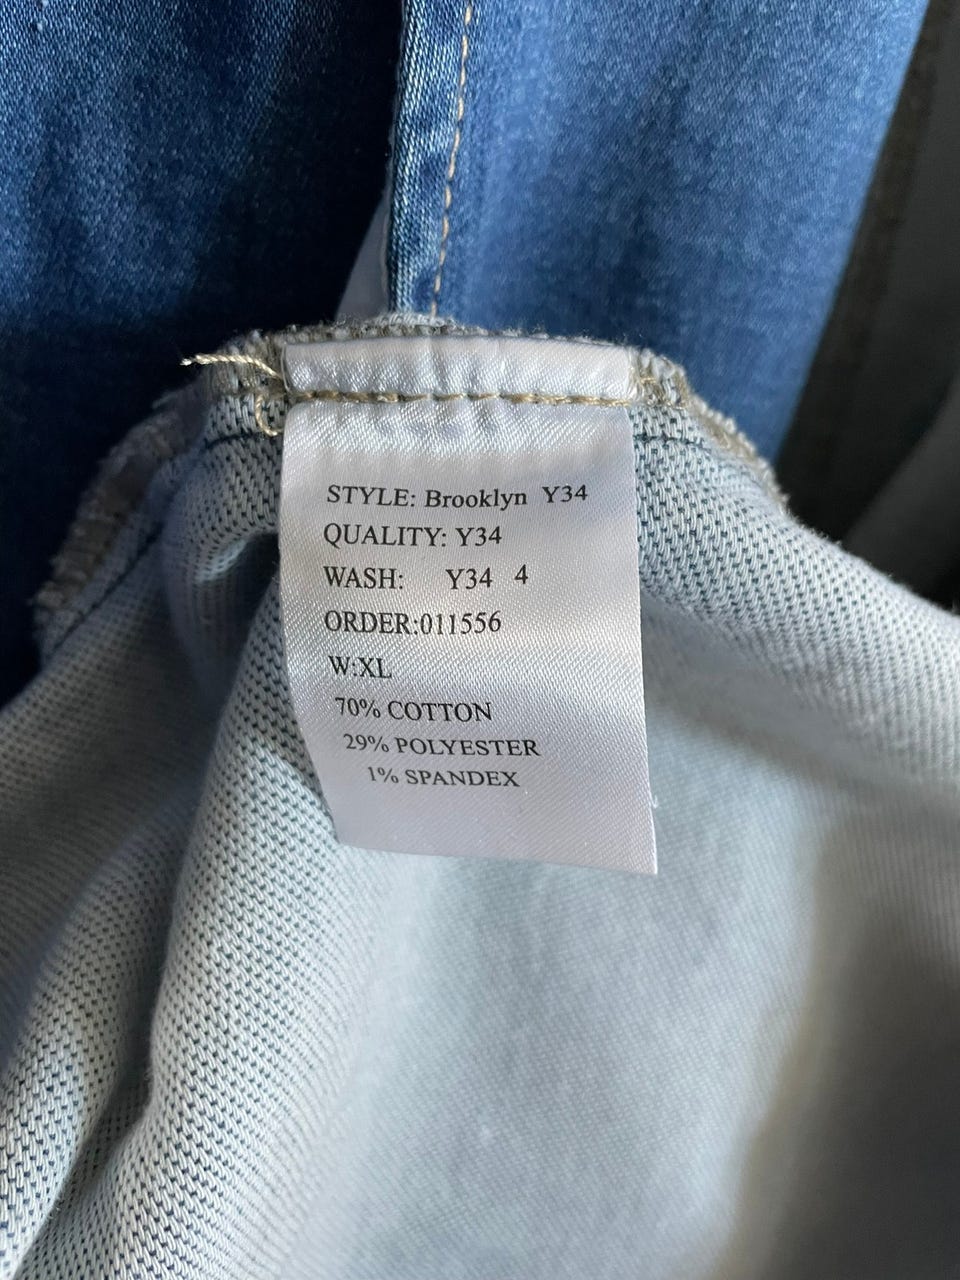 STYLE: Brooklyn Y34
QUALITY: Y34
WASH: Y34 4
ORDER:011556
W:XL
70% COTTON
29% POLYESTER
1% SPANDEX